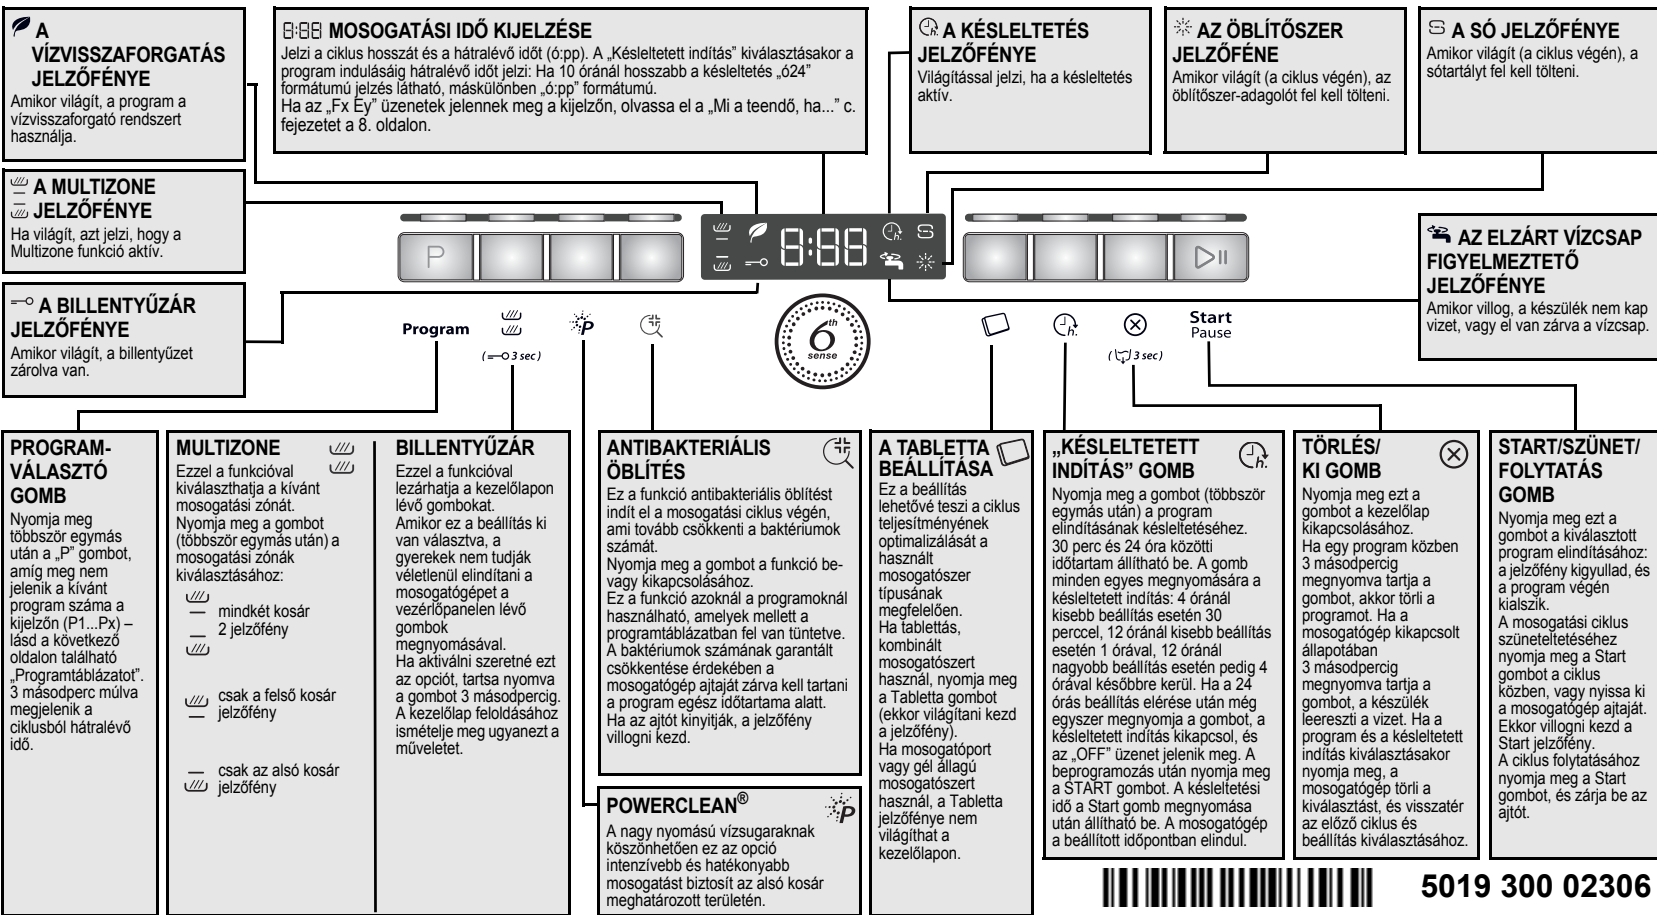 A
VÍZVISSZAFORGATÁS
JELZŐFÉNYE
Amikor világít, a program a
vízvisszaforgató rendszert
használja.
8:88 MOSOGATÁSI IDŐ KIJELZÉSE
Jelzi a ciklus hosszát és a hátralévő időt (ó:pp). A „Késleltetett indítás” kiválasztásakor a
program indulásáig hátralévő időt jelzi: Ha 10 óránál hosszabb a késleltetés „ó24”
formátumú jelzés látható, máskülönben „ó:pp” formátumú.
Ha az „Fx Ey” üzenetek jelennek meg a kijelzőn, olvassa el a „Mi a teendő, ha...” c.
fejezetet a 8. oldalon.
h. A KÉSLELTETÉS
JELZŐFÉNYE
Világítással jelzi, ha a késleltetés
aktív.
AZ ÖBLÍTŐSZER
JELZŐFÉNE
Amikor világít (a ciklus végén), az
öblítőszer-adagolót fel kell tölteni.
S A SÓ JELZŐFÉNYE
Amikor világít (a ciklus végén), a
sótartályt fel kell tölteni.
A MULTIZONE
JELZŐFÉNYE
Ha világít, azt jelzi, hogy a
Multizone funkció aktív.
A BILLENTYŰZÁR
JELZŐFÉNYE
Amikor világít, a billentyűzet
zárolva van.
P
8:88
h. S
AZ ELZÁRT VÍZCSAP
FIGYELMEZTETŐ
JELZŐFÉNYE
Amikor villog, a készülék nem kap
vizet, vagy el van zárva a vízcsap.
Program
(3 sec)
P
6th
sense
h.
(3 sec)
Start
Pause
PROGRAM-
VÁLASZTÓ
GOMB
Nyomja meg
többször egymás
után a „P” gombot,
amíg meg nem
jelenik a kívánt
program száma a
kijelzőn (P1...Px) –
lásd a következő
oldalon található
„Programtáblázatot”.
3 másodperc múlva
megjelenik a
ciklusból hátralévő
idő.
MULTIZONE
Ezzel a funkcióval
kiválaszthatja a kívánt
mosogatási zónát.
Nyomja meg a gombot
(többször egymás után) a
mosogatási zónák
kiválasztásához:
mindkét kosár
2 jelzőfény
csak a felső kosár
jelzőfény
csak az alsó kosár
jelzőfény
BILLENTYŰZÁR
Ezzel a funkcióval
lezárhatja a kezelőlapon
lévő gombokat.
Amikor ez a beállítás ki
van választva, a
gyerekek nem tudják
véletlenül elindítani a
mosogatógépet a
vezérlőpanelen lévő
gombok
megnyomásával.
Ha aktiválni szeretné ezt
az opciót, tartsa nyomva
a gombot 3 másodpercig.
A kezelőlap feloldásához
ismételje meg ugyanezt a
műveletet.
ANTIBAKTERIÁLIS
ÖBLÍTÉS
Ez a funkció antibakteriális öblítést
indít el a mosogatási ciklus végén,
ami tovább csökkenti a baktériumok
számát.
Nyomja meg a gombot a funkció be-
vagy kikapcsolásához.
Ez a funkció azoknál a programoknál
használható, amelyek mellett a
programtáblázatban fel van tüntetve.
A baktériumok számának garantált
csökkentése érdekében a
mosogatógép ajtaját zárva kell tartani
a program egész időtartama alatt.
Ha az ajtót kinyitják, a jelzőfény
villogni kezd.
POWERCLEAN®
P
A nagy nyomású vízsugaraknak
köszönhetően ez az opció
intenzívebb és hatékonyabb
mosogatást biztosít az alsó kosár
meghatározott területén.
A TABLETTA
BEÁLLÍTÁSA
Ez a beállítás
lehetővé teszi a ciklus
teljesítményének
optimalizálását a
használt
mosogatószer
típusának
megfelelően.
Ha tablettás,
kombinált
mosogatószert
használ, nyomja meg
a Tabletta gombot
(ekkor világítani kezd
a jelzőfény).
Ha mosogatóport
vagy gél állagú
mosogatószert
használ, a Tabletta
jelzőfénye nem
világíthat a
kezelőlapon.
„KÉSLELTETETT
INDÍTÁS” GOMB
h.
Nyomja meg a gombot (többször
egymás után) a program
elindításának késleltetéséhez.
30 perc és 24 óra közötti
időtartam állítható be. A gomb
minden egyes megnyomására a
késleltetett indítás: 4 óránál
kisebb beállítás esetén 30
perccel, 12 óránál kisebb beállítás
esetén 1 órával, 12 óránál
nagyobb beállítás esetén pedig 4
órával későbbre kerül. Ha a 24
órás beállítás elérése után még
egyszer megnyomja a gombot, a
késleltetett indítás kikapcsol, és
az „OFF” üzenet jelenik meg. A
beprogramozás után nyomja meg
a START gombot. A késleltetési
idő a Start gomb megnyomása
után állítható be. A mosogatógép
a beállított időpontban elindul.
TÖRLÉS/
KI GOMB
Nyomja meg ezt a
gombot a kezelőlap
kikapcsolásához.
Ha egy program közben
3 másodpercig
megnyomva tartja a
gombot, akkor törli a
programot. Ha a
mosogatógép kikapcsolt
állapotában
3 másodpercig
megnyomva tartja a
gombot, a készülék
leereszti a vizet. Ha a
program és a késleltetett
indítás kiválasztásakor
nyomja meg, a
mosogatógép törli a
kiválasztást, és visszatér
az előző ciklus és
beállítás kiválasztásához.
START/SZÜNET/
FOLYTATÁS
GOMB
Nyomja meg ezt a
gombot a kiválasztott
program elindításához:
a jelzőfény kigyullad, és
a program végén
kialszik.
A mosogatási ciklus
szüneteltetéséhez
nyomja meg a Start
gombot a ciklus
közben, vagy nyissa ki
a mosogatógép ajtaját.
Ekkor villogni kezd a
Start jelzőfény.
A ciklus folytatásához
nyomja meg a Start
gombot, és zárja be az
ajtót.
5019 300 02306